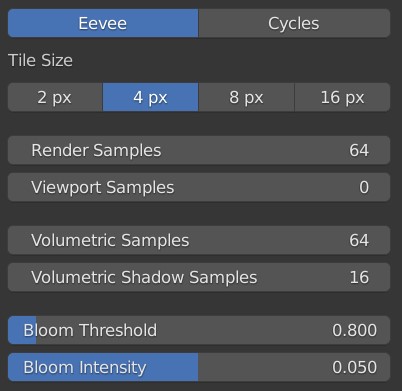 Eevee Cycles
Tile Size
2 px 4 px 8 px 16 px
Render Samples 64
Viewport Samples 0
Volumetric Samples 64
Volumetric Shadow Samples 16
Bloom Threshold 0.800
Bloom Intensity 0.050